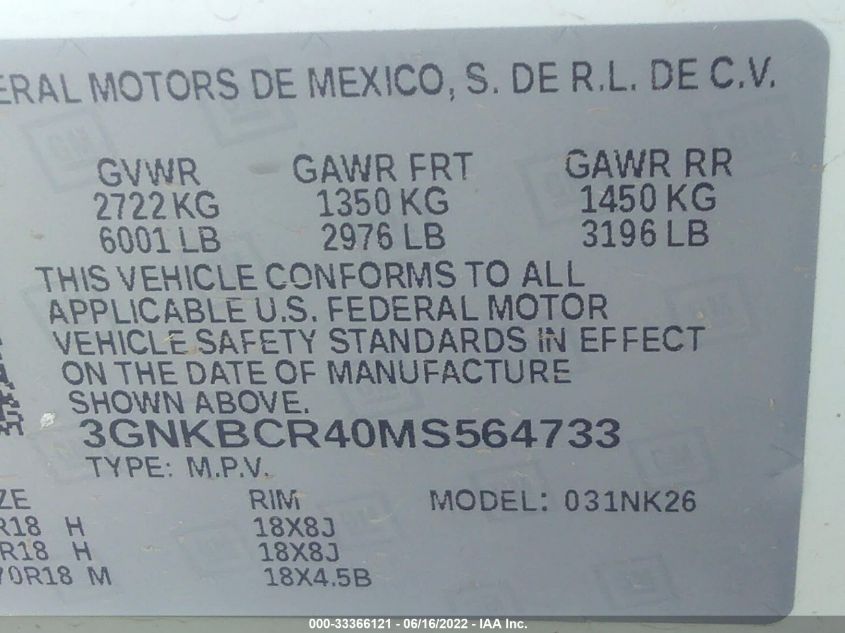 ERAL MOTORS DE MEXICO, S. DE R.L. DE C.V.
GVWR GAWR FRT GAWR RR
2722 KG 1350 KG 1450 KG
6001 LB 2976 LB 3196 LB
THIS VEHICLE CONFORMS TO ALL
APPLICABLE U.S. FEDERAL MOTOR
VEHICLE SAFETY STANDARDS IN EFFECT
ON THE DATE OF MANUFACTURE
SHOWN ABOVE.
3GNKBCR40MS564733
TYPE: M.P.V.
ZE RIM MODEL: 031NK26
R18 H 18X8J
R18 H 18X8J
70R18 M 18X4.5B
000-33366121 - 06/16/2022 - IAA Inc.